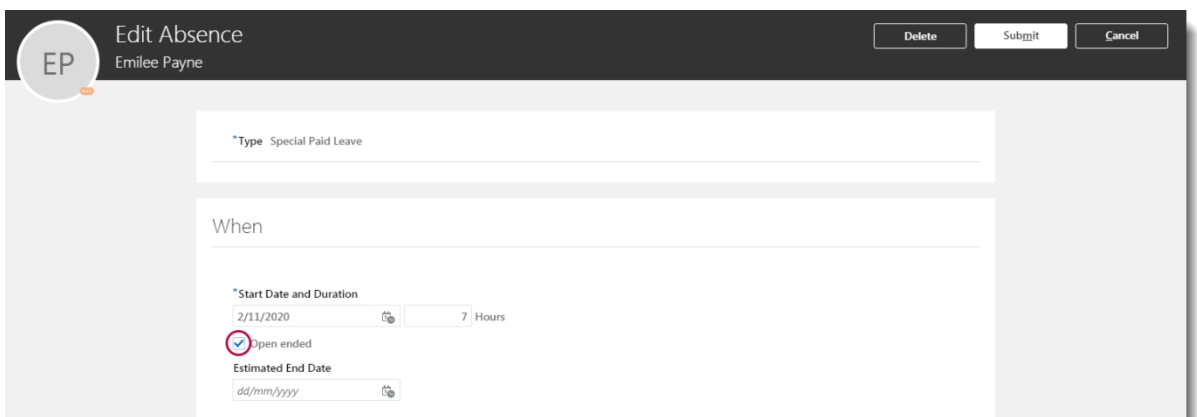 Edit Absence
EP
Emilee Payne
Delete
Submit
Cancel
*Type Special Paid Leave
When
*Start Date and Duration
2/11/2020 7 Hours
Open ended
Estimated End Date
dd/mm/yyyy